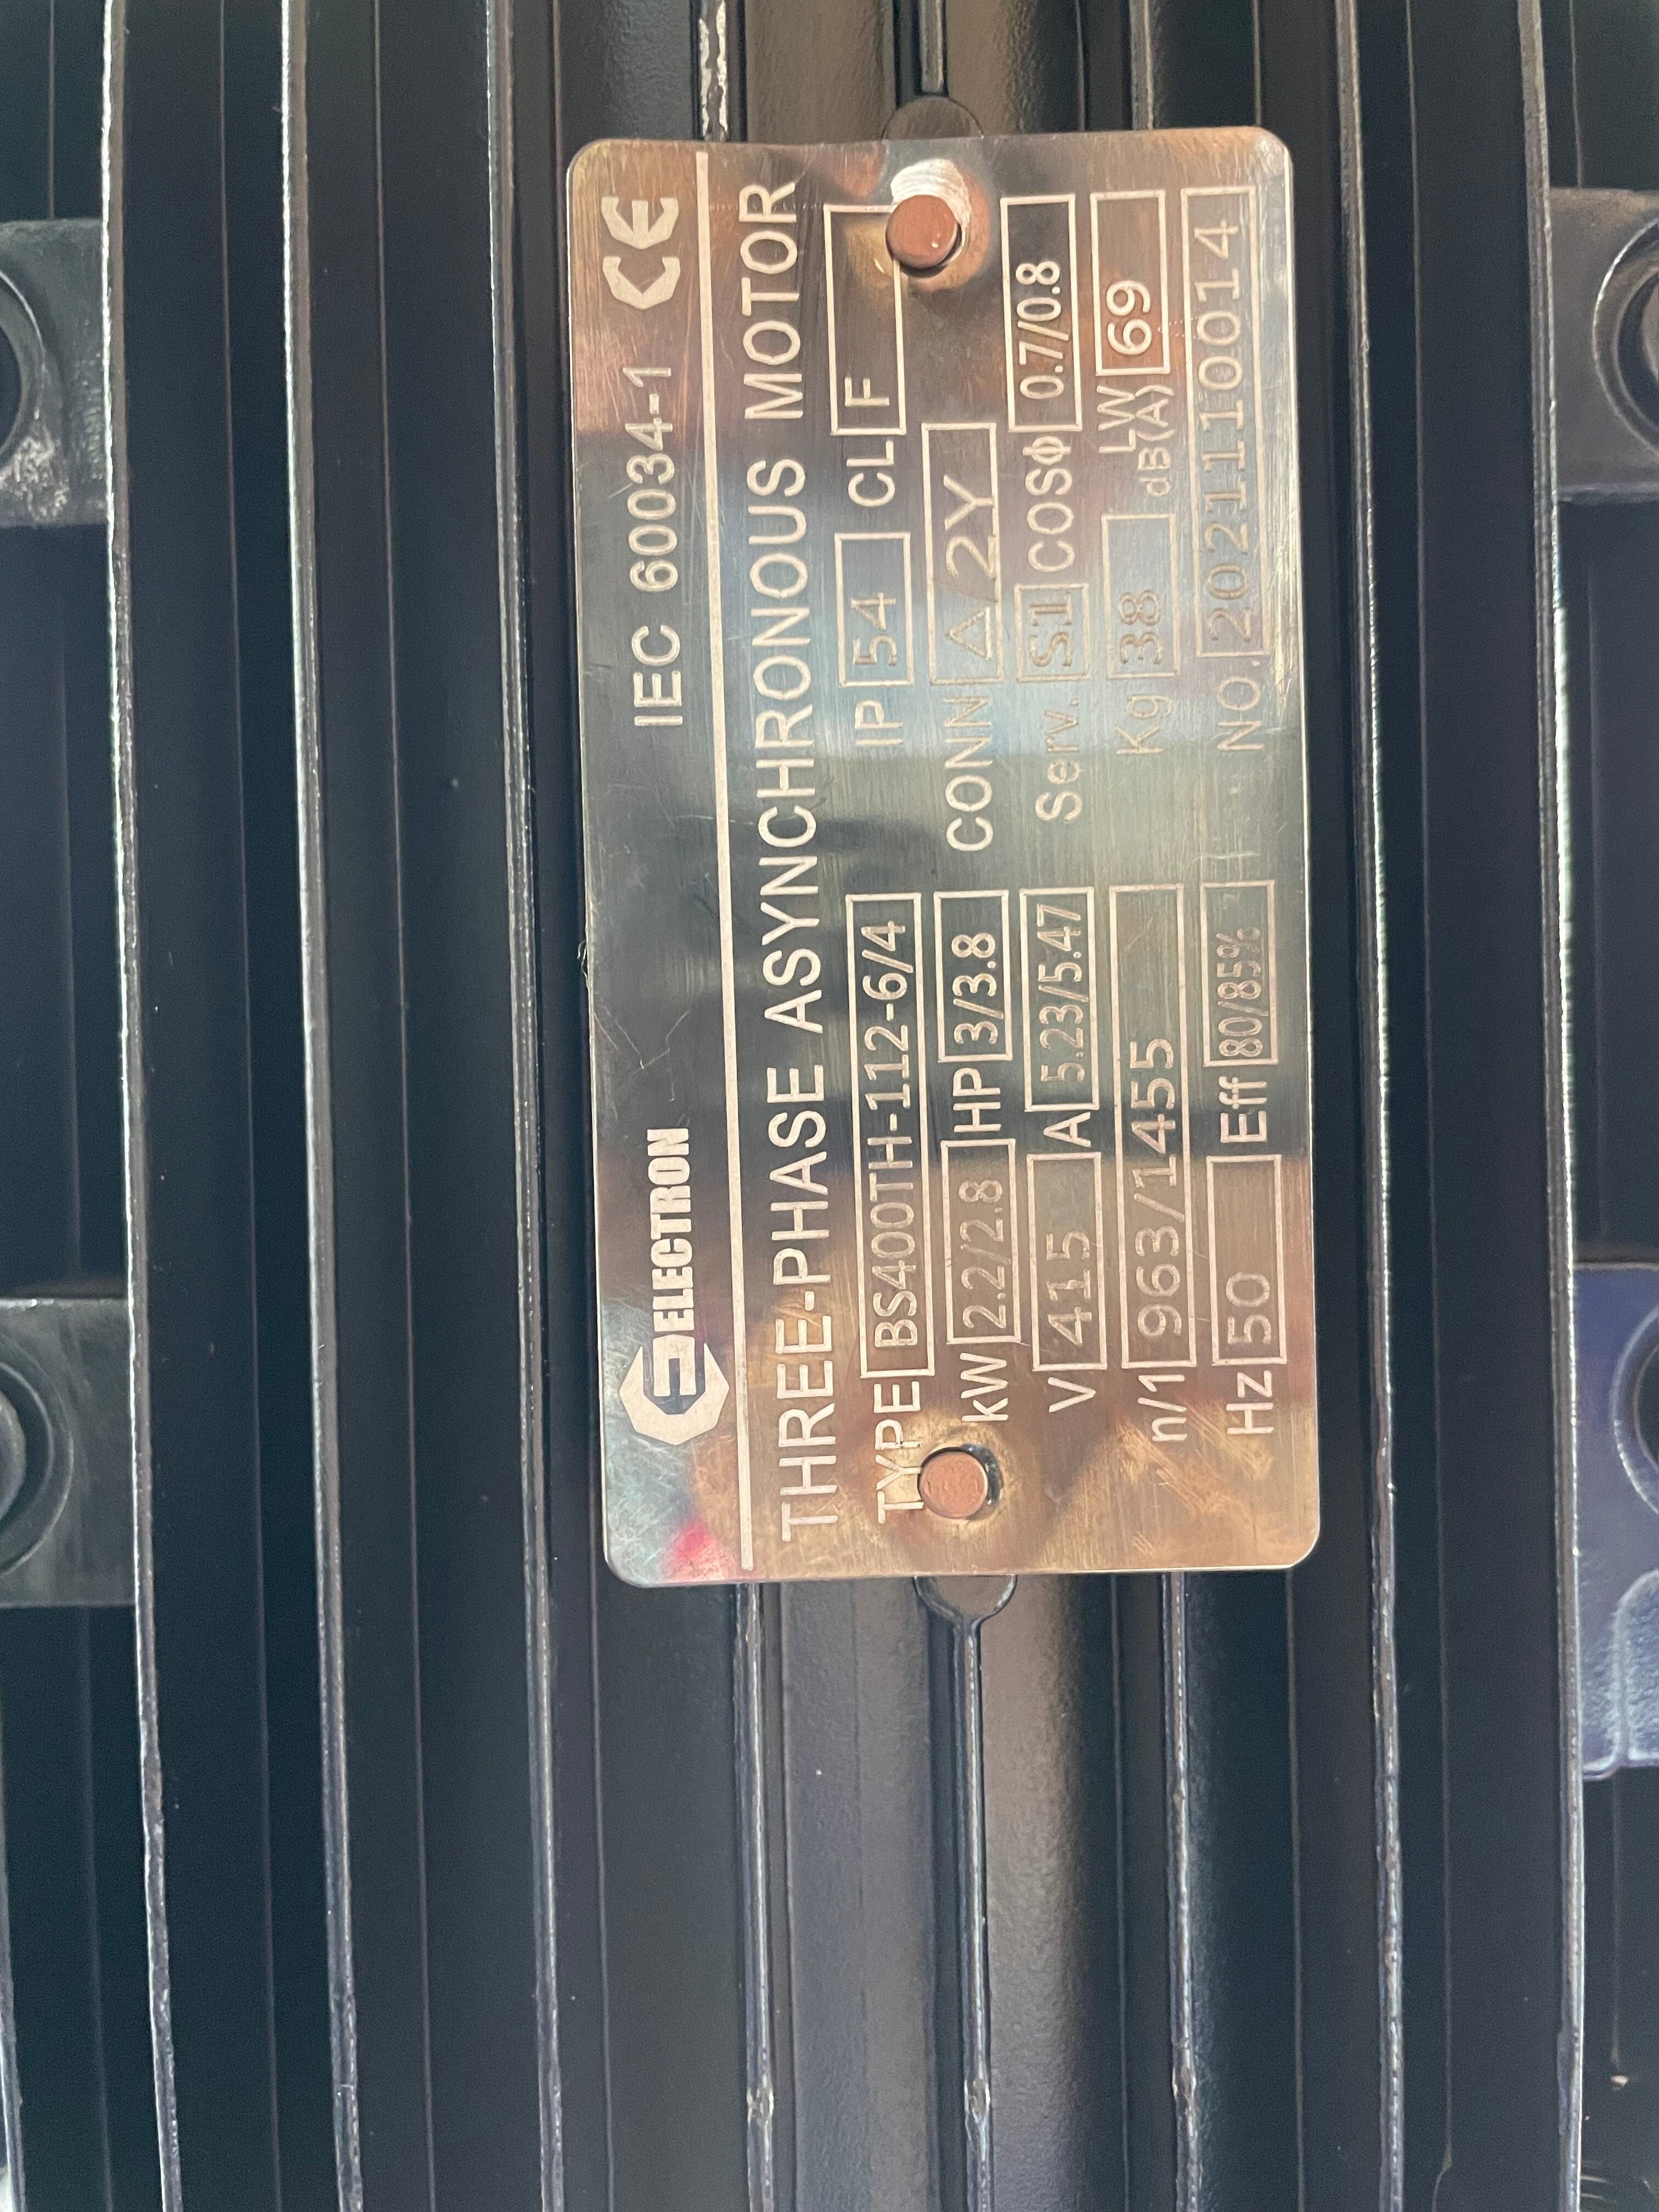 ELECTRON IEC 60034-1 CE
THREE-PHASE ASYNCHRONOUS MOTOR
TYPE BS400TH-112-6/4 IP 54 CL F
kW 2.2/2.8 HP 3/3.8 CONN △/2Y
V 415 A 5.23/5.47 Serv. S1 COSϕ 0.7/0.8
n/1 963/1455 Kg 38 LW dB(A) 69
Hz 50 Eff 80/85% NO. 20211110014